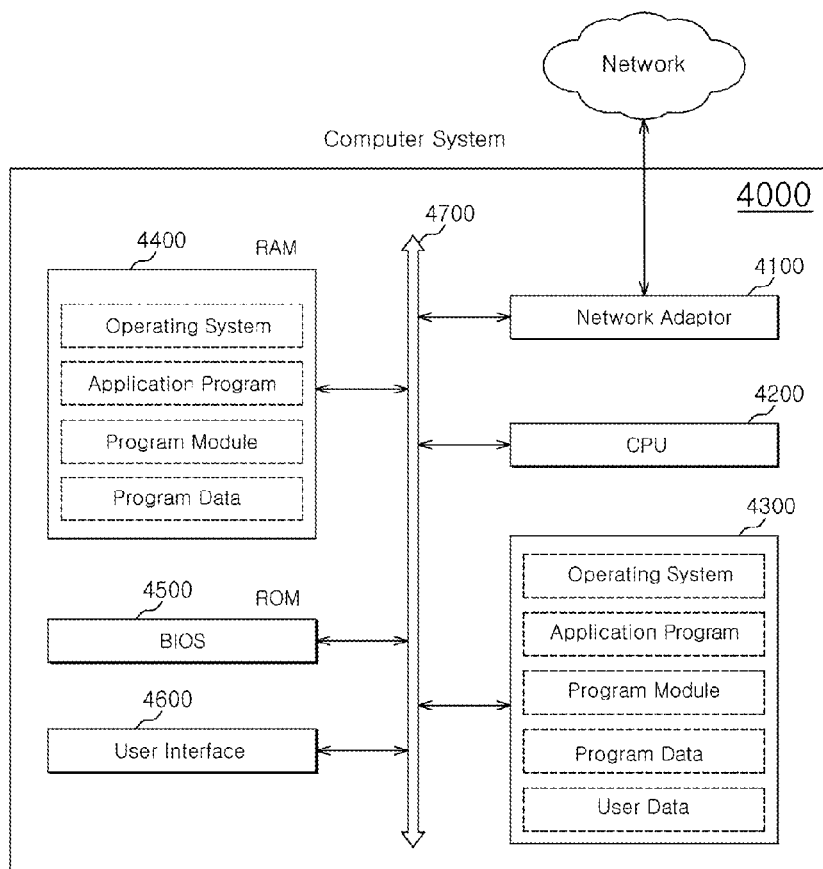 Network
Computer System
4000
4700
4400
RAM
Operating System
Application Program
Program Module
Program Data
4100
Network Adaptor
4200
CPU
4300
Operating System
Application Program
Program Module
Program Data
User Data
4500
ROM
BIOS
4600
User Interface